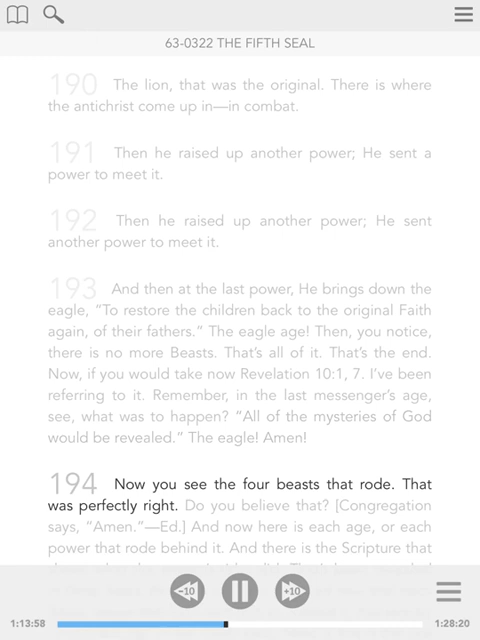 63-0322 THE FIFTH SEAL
190 The lion, that was the original. There is where
the antichrist come up in—in combat.
191 Then he raised up another power; He sent a
power to meet it.
192 Then he raised up another power; He sent
another power to meet it.
193 And then at the last power, He brings down the
eagle, “To restore the children back to the original Faith
again, of their fathers.” The eagle age! Then, you notice,
there is no more Beasts. That’s all of it. That’s the end.
Now, if you would take now Revelation 10:1, 7. I’ve been
referring to it. Remember, in the last messenger’s age,
see, what was to happen? “All of the mysteries of God
would be revealed.” The eagle! Amen!
194 Now you see the four beasts that rode. That
was perfectly right. Do you believe that? [Congregation
says, “Amen.”—Ed.] And now here is each age, or each
power that rode behind it. And there is the Scripture that
-10 +10
1:13:58 1:28:20